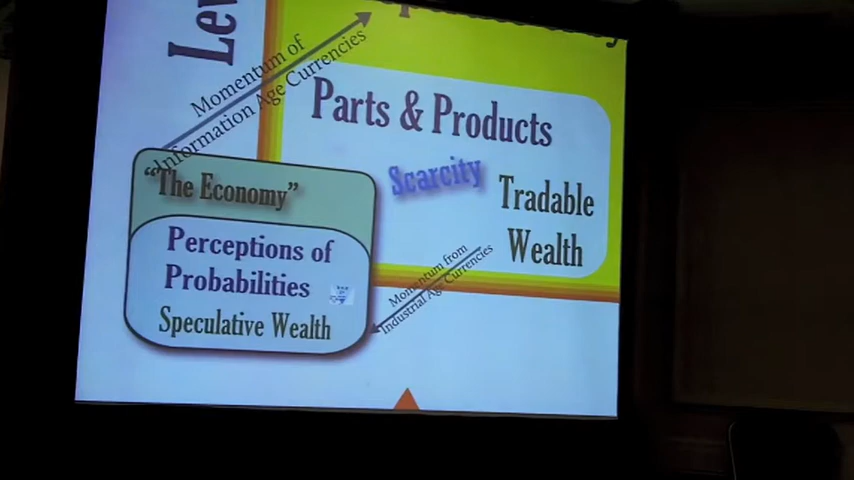 Lev
Momentum of
Information Age Currencies
Parts & Products
Scarcity
Tradable
Wealth
"The Economy"
Perceptions of
Probabilities
Speculative Wealth
Momentum from
Industrial Age Currencies